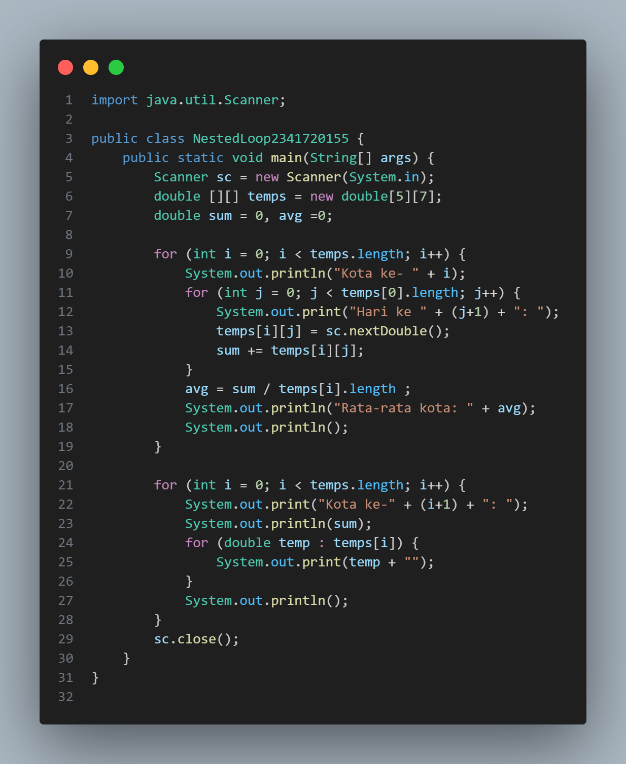 1 import java.util.Scanner;
2
3 public class NestedLoop2341720155 {
4     public static void main(String[] args) {
5         Scanner sc = new Scanner(System.in);
6         double [][] temps = new double[5][7];
7         double sum = 0, avg =0;
8
9         for (int i = 0; i < temps.length; i++) {
10             System.out.println("Kota ke- " + i);
11             for (int j = 0; j < temps[0].length; j++) {
12                 System.out.print("Hari ke " + (j+1) + ": ");
13                 temps[i][j] = sc.nextDouble();
14                 sum += temps[i][j];
15             }
16             avg = sum / temps[i].length ;
17             System.out.println("Rata-rata kota: " + avg);
18             System.out.println();
19         }
20
21         for (int i = 0; i < temps.length; i++) {
22             System.out.print("Kota ke-" + (i+1) + ": ");
23             System.out.println(sum);
24             for (double temp : temps[i]) {
25                 System.out.print(temp + "");
26             }
27             System.out.println();
28         }
29         sc.close();
30     }
31 }
32